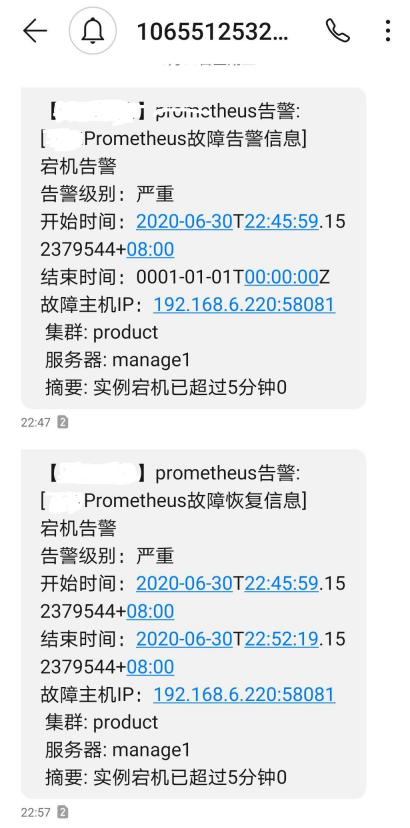 1065512532...
【】prometheus告警:
[Prometheus故障告警信息]
宕机告警
告警级别：严重
开始时间：2020-06-30T22:45:59.15
2379544+08:00
结束时间：0001-01-01T00:00:00Z
故障主机IP：192.168.6.220:58081
集群: product
服务器: manage1
摘要: 实例宕机已超过5分钟0
22:47 2
【】prometheus告警:
[Prometheus故障恢复信息]
宕机告警
告警级别：严重
开始时间：2020-06-30T22:45:59.15
2379544+08:00
结束时间：2020-06-30T22:52:19.15
2379544+08:00
故障主机IP：192.168.6.220:58081
集群: product
服务器: manage1
摘要: 实例宕机已超过5分钟0
22:57 2